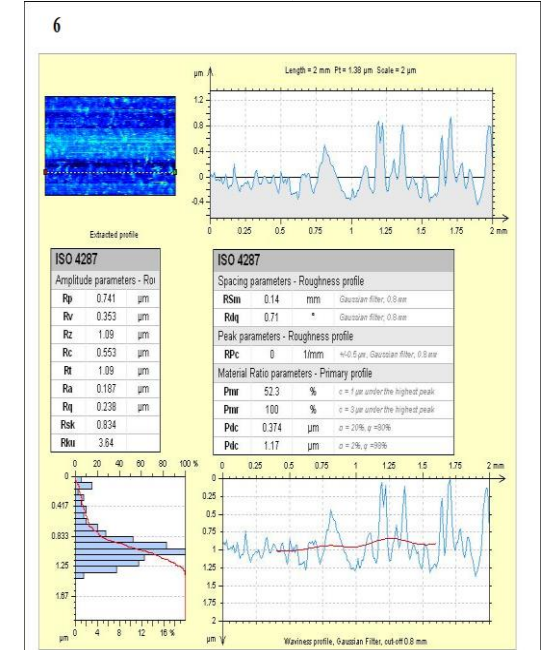 6
µm
Length = 2 mm Pt = 1.38 µm Scale = 2 µm
1.2
0.8
0.4
0
-0.4
0 0.25 0.5 0.75 1 1.25 1.5 1.75 2 mm
Extracted profile
ISO 4287
Amplitude parameters - Rou
Rp 0.741 µm
Rv 0.353 µm
Rz 1.09 µm
Rc 0.553 µm
Rt 1.09 µm
Ra 0.187 µm
Rq 0.238 µm
Rsk 0.834
Rku 3.64
ISO 4287
Spacing parameters - Roughness profile
RSm 0.14 mm Gaussian filter, 0.8 mm
Rdq 0.71 ° Gaussian filter, 0.8 mm
Peak parameters - Roughness profile
RPc 0 1/mm +/-0.5 µm, Gaussian filter, 0.8 mm
Material Ratio parameters - Primary profile
Pmr 52.3 % c = 1 µm under the highest peak
Pmr 100 % c = 3 µm under the highest peak
Pdc 0.374 µm p = 20%, q = 80%
Pdc 1.17 µm p = 2%, q = 98%
0 20 40 60 80 100 %
0
0.417
0.833
1.25
1.67
µm 0 4 8 12 16 %
0 0.25 0.5 0.75 1 1.25 1.5 1.75 2 mm
0
0.25
0.5
0.75
1
1.25
1.5
1.75
2
µm
Waviness profile, Gaussian Filter, cut-off 0.8 mm